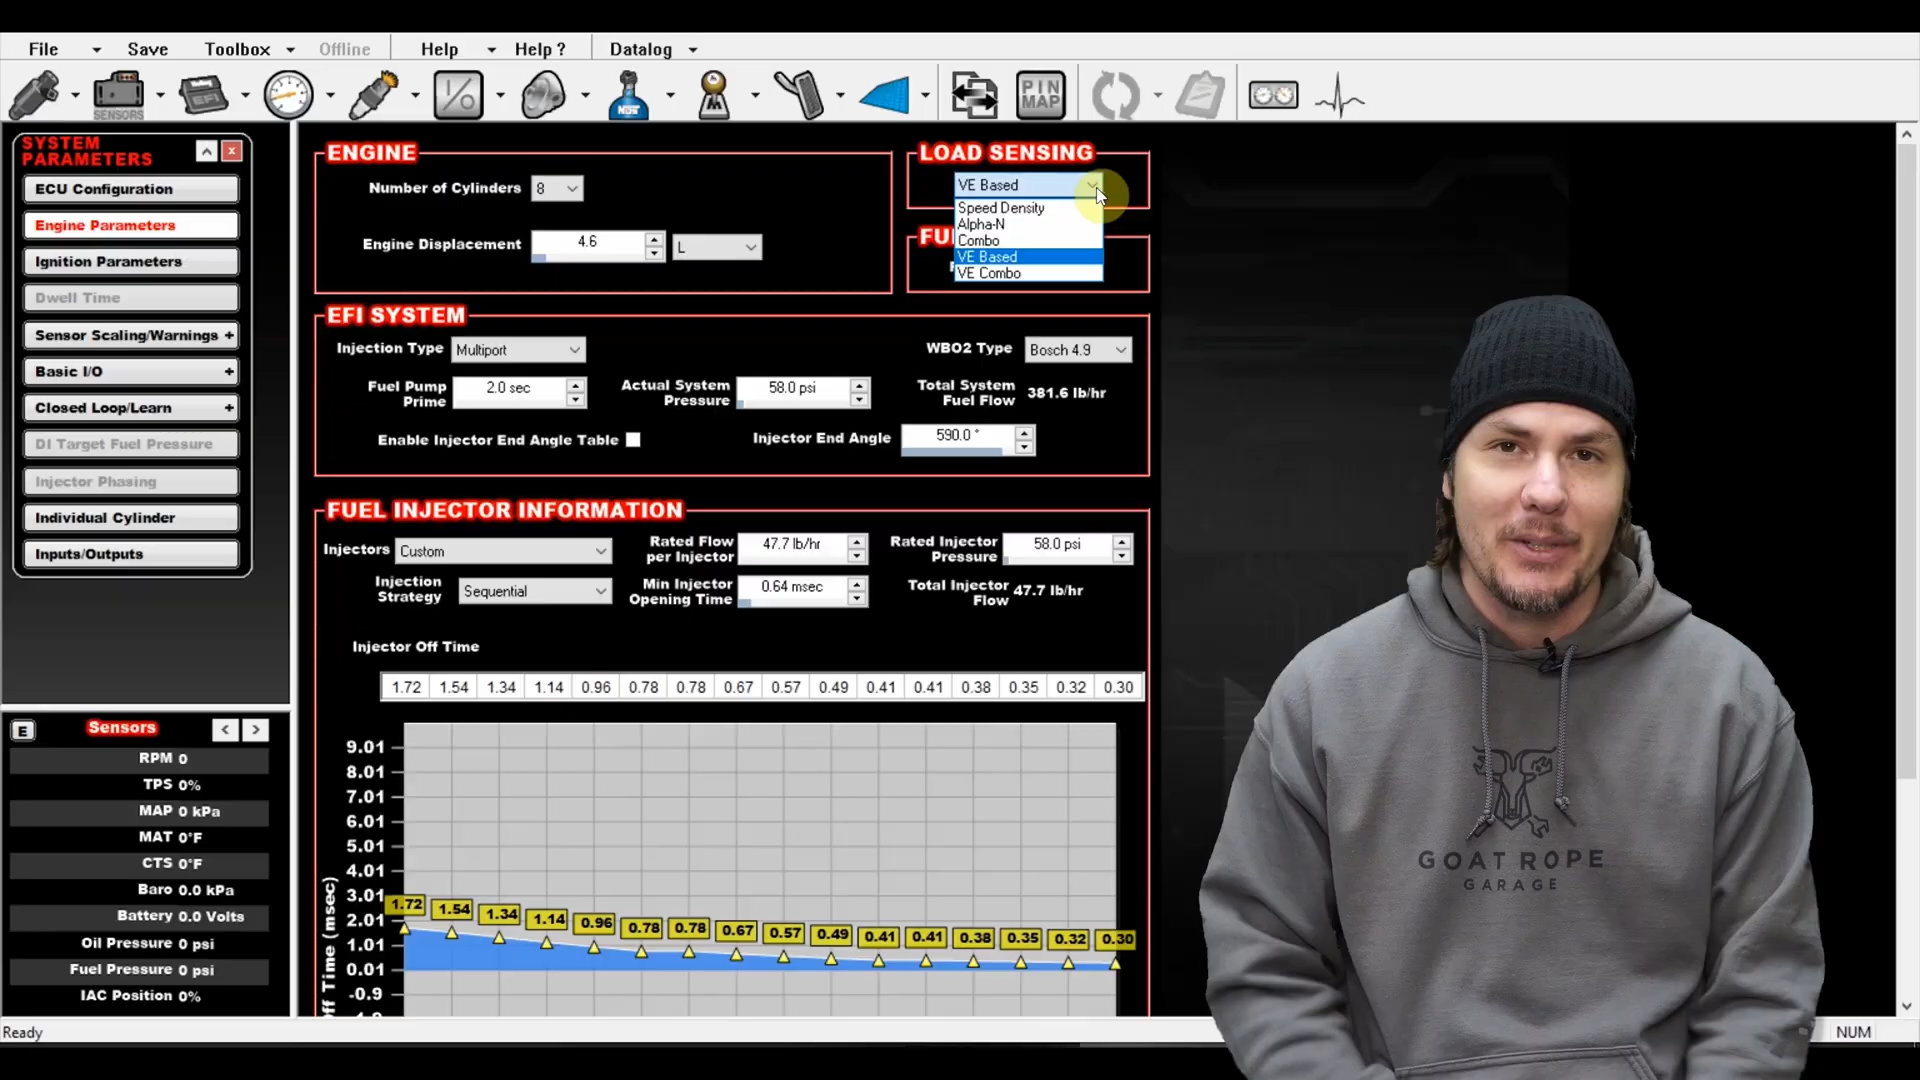 File Save Toolbox Offline Help Help ? Datalog
SENSORS EFI I/O NOS PIN MAP
SYSTEM
PARAMETERS
ECU Configuration
Engine Parameters
Ignition Parameters
Dwell Time
Sensor Scaling/Warnings +
Basic I/O +
Closed Loop/Learn +
DI Target Fuel Pressure
Injector Phasing
Individual Cylinder
Inputs/Outputs
E Sensors < >
RPM 0
TPS 0%
MAP 0 kPa
MAT 0°F
CTS 0°F
Baro 0.0 kPa
Battery 0.0 Volts
Oil Pressure 0 psi
Fuel Pressure 0 psi
IAC Position 0%
Ready
ENGINE
Number of Cylinders 8
Engine Displacement 4.6 L
LOAD SENSING
VE Based
Speed Density
Alpha-N
Combo
VE Based
VE Combo
FU
EFI SYSTEM
Injection Type Multiport WBO2 Type Bosch 4.9
Fuel Pump Prime 2.0 sec Actual System Pressure 58.0 psi Total System Fuel Flow 381.6 lb/hr
Enable Injector End Angle Table Injector End Angle 590.0 °
FUEL INJECTOR INFORMATION
Injectors Custom Rated Flow per Injector 47.7 lb/hr Rated Injector Pressure 58.0 psi
Injection Strategy Sequential Min Injector Opening Time 0.64 msec Total Injector Flow 47.7 lb/hr
Injector Off Time
1.72 1.54 1.34 1.14 0.96 0.78 0.78 0.67 0.57 0.49 0.41 0.41 0.38 0.35 0.32 0.30
9.01
8.01
7.01
6.01
5.01
4.01
3.01
2.01
1.01
0.01
-0.9
ff Time (msec)
1.72 1.54 1.34 1.14 0.96 0.78 0.78 0.67 0.57 0.49 0.41 0.41 0.38 0.35 0.32 0.30
GOAT ROPE
GARAGE
NUM